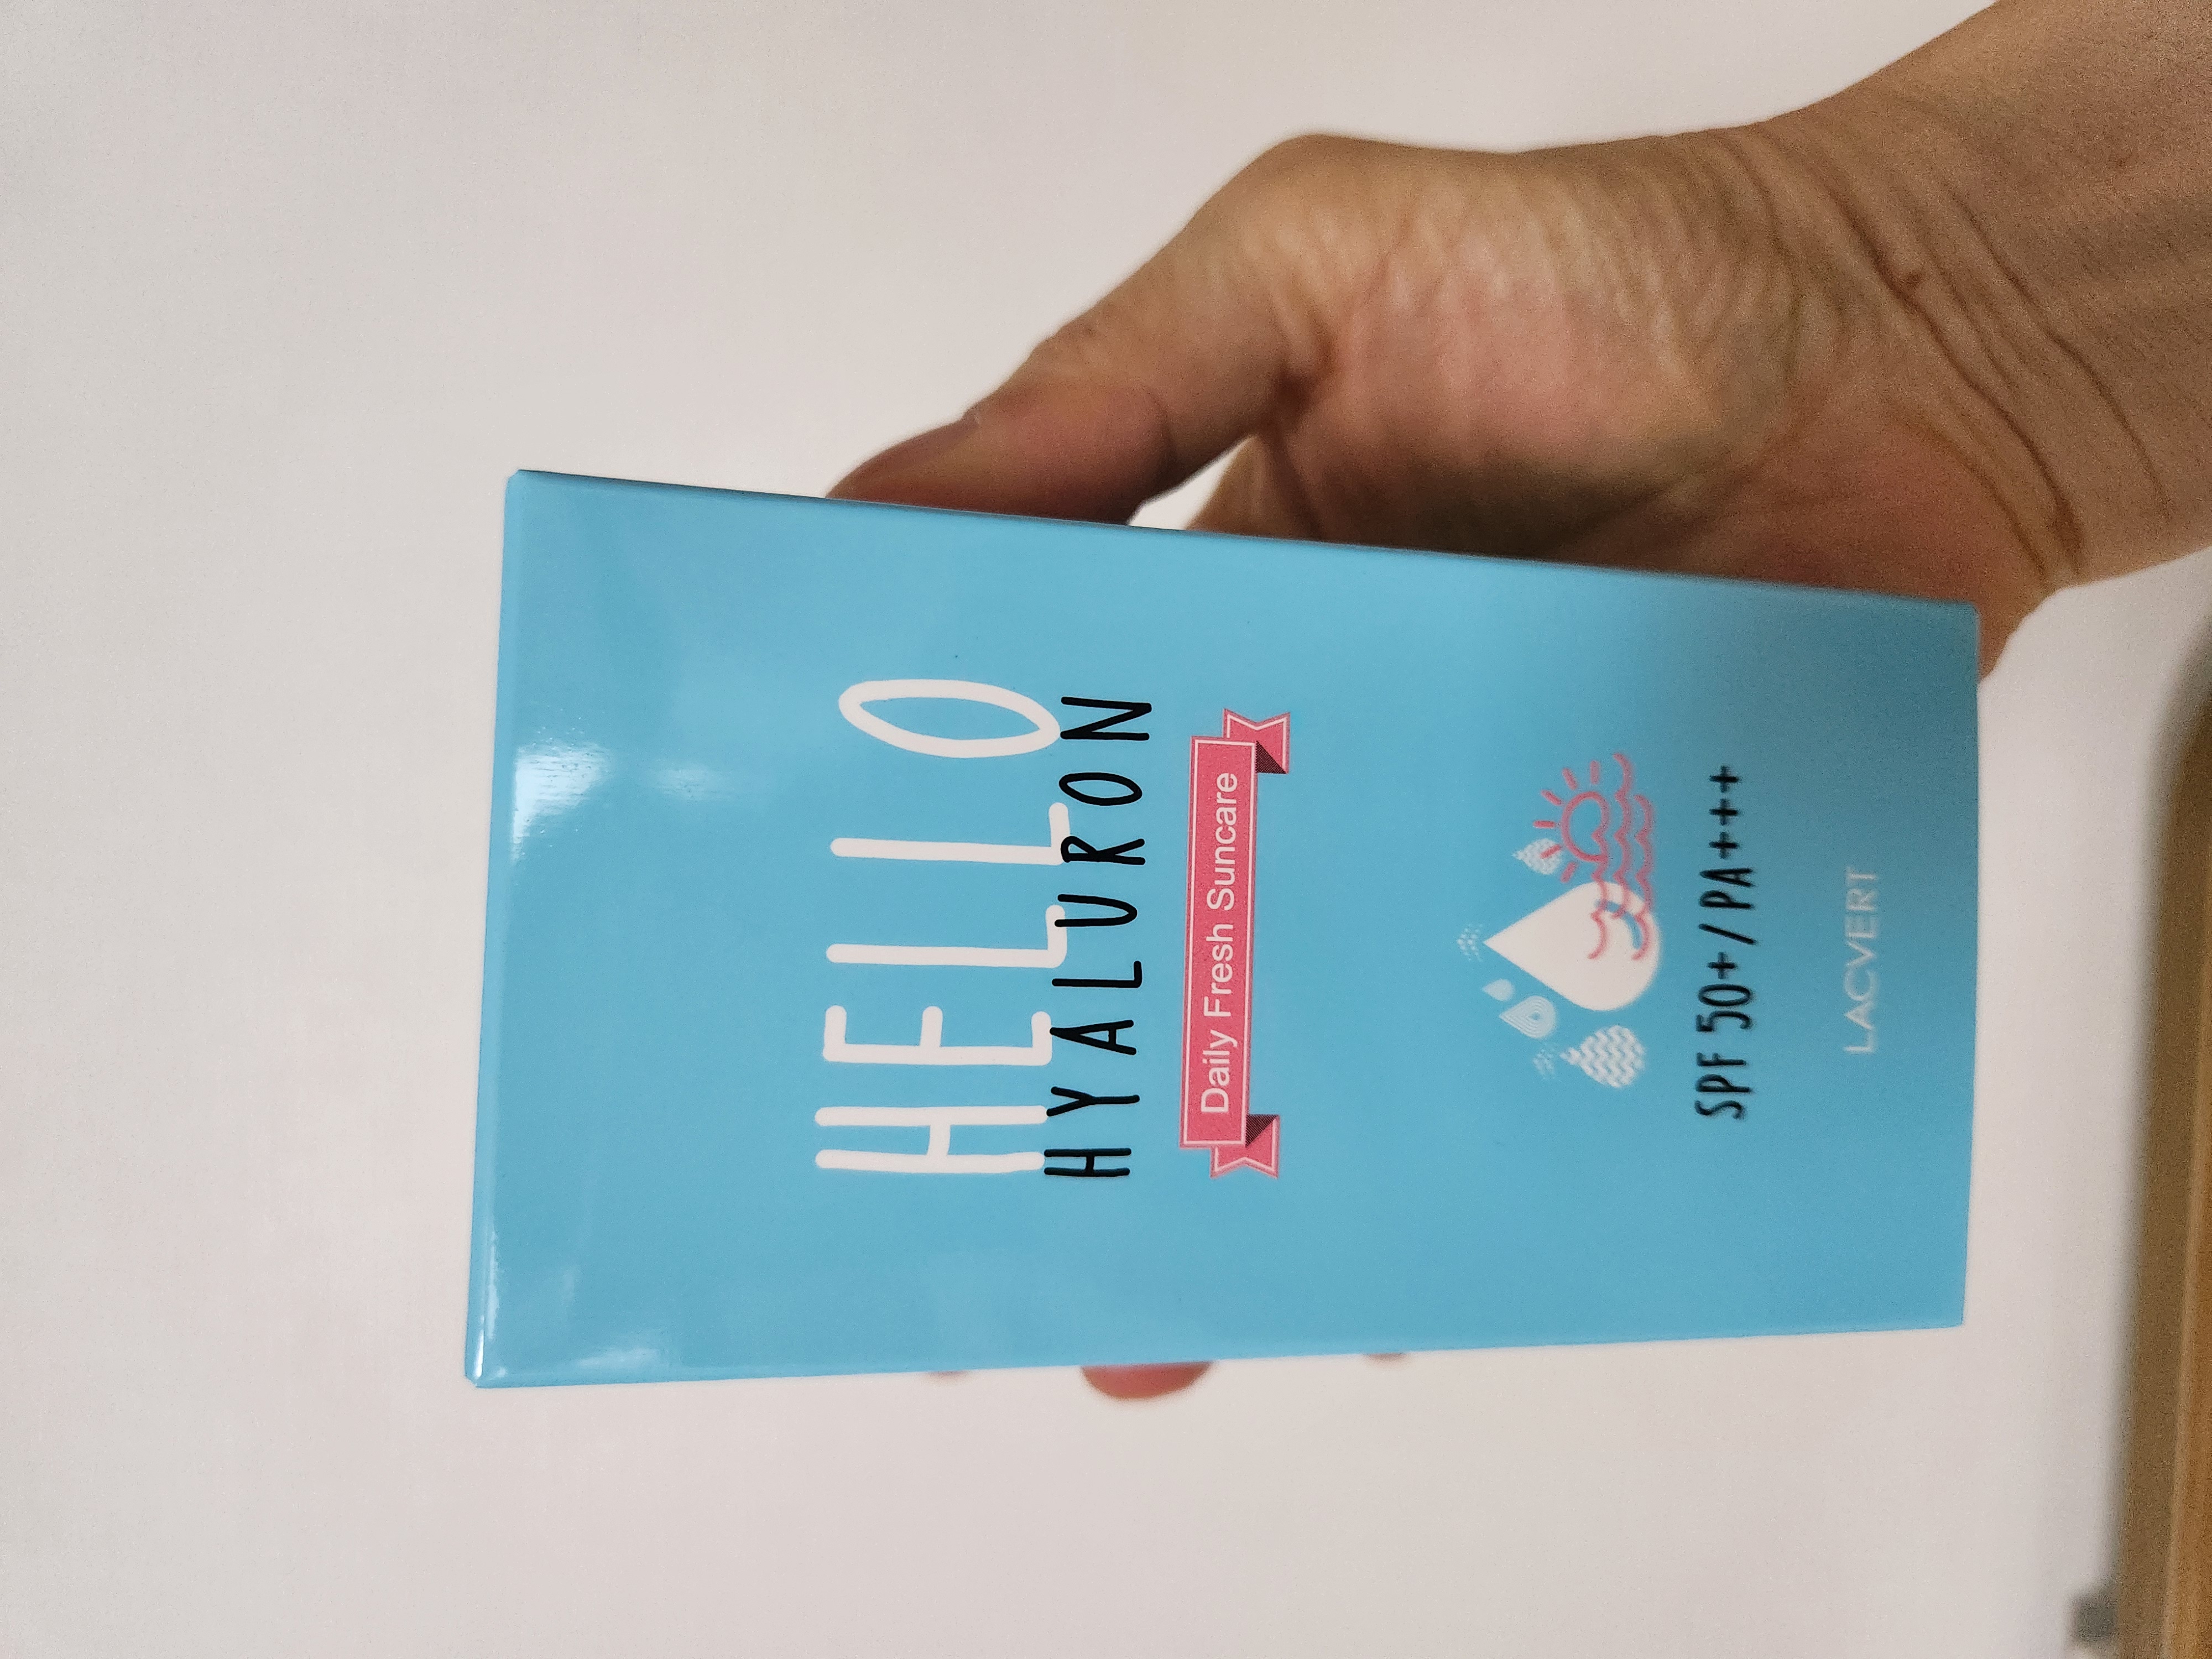 HELLO
HYALURON
Daily Fresh Suncare
SPF 50+/PA+++
LACVERT